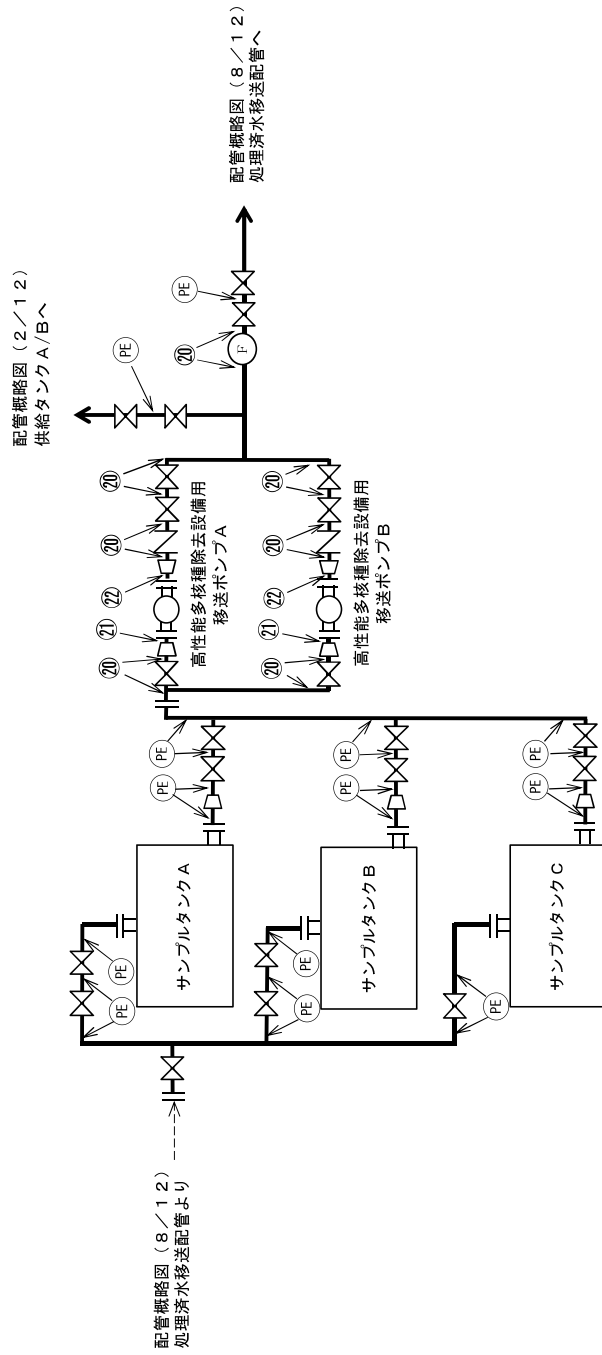 配管概略図（２／１２）
供給タンクＡ/Ｂへ
PE
PE
⑳
㉑
㉒
⑳
⑳
PE
配管概略図（８／１２）
処理済水移送配管より
サンプルタンクＡ
PE
PE
⑳
PE
高性能多核種除去設備用
移送ポンプＡ
配管概略図（８／１２）
処理済水移送配管へ
F
⑳
㉑
㉒
⑳
⑳
PE
PE
PE
PE
サンプルタンクＢ
高性能多核種除去設備用
移送ポンプＢ
PE
PE
PE
サンプルタンクＣ